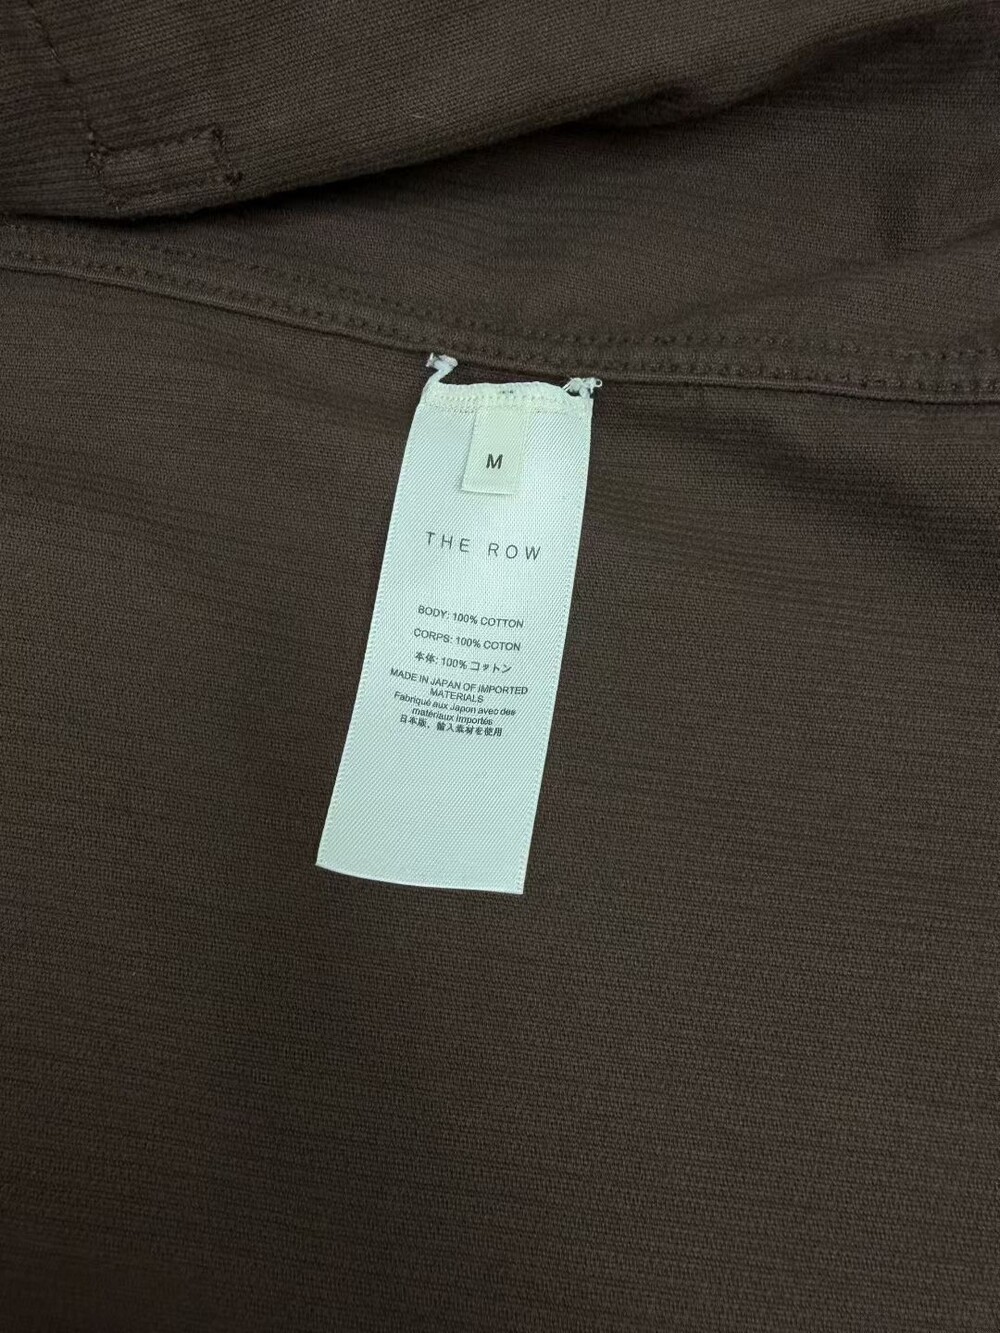 M
THE ROW
BODY: 100% COTTON
CORPS: 100% COTON
本体: 100% コットン
MADE IN JAPAN OF IMPORTED
MATERIALS
Fabriqué aux Japon avec des
matériaux importés
日本版、輸入素材を使用